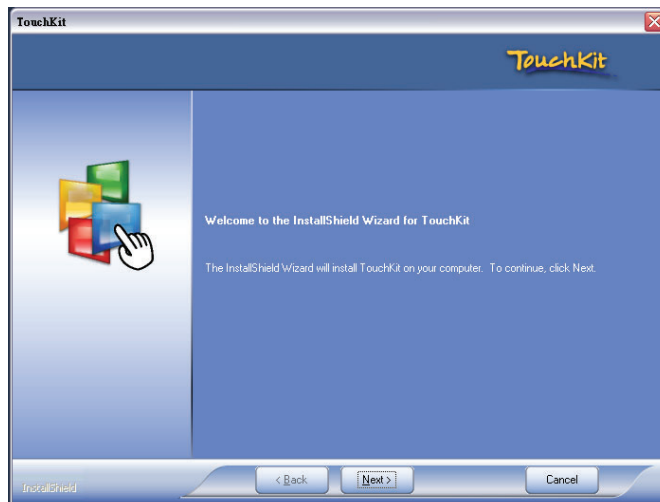 TouchKit
TouchKit
Welcome to the InstallShield Wizard for TouchKit
The InstallShield Wizard will install TouchKit on your computer. To continue, click Next.
InstallShield
< Back
Next >
Cancel